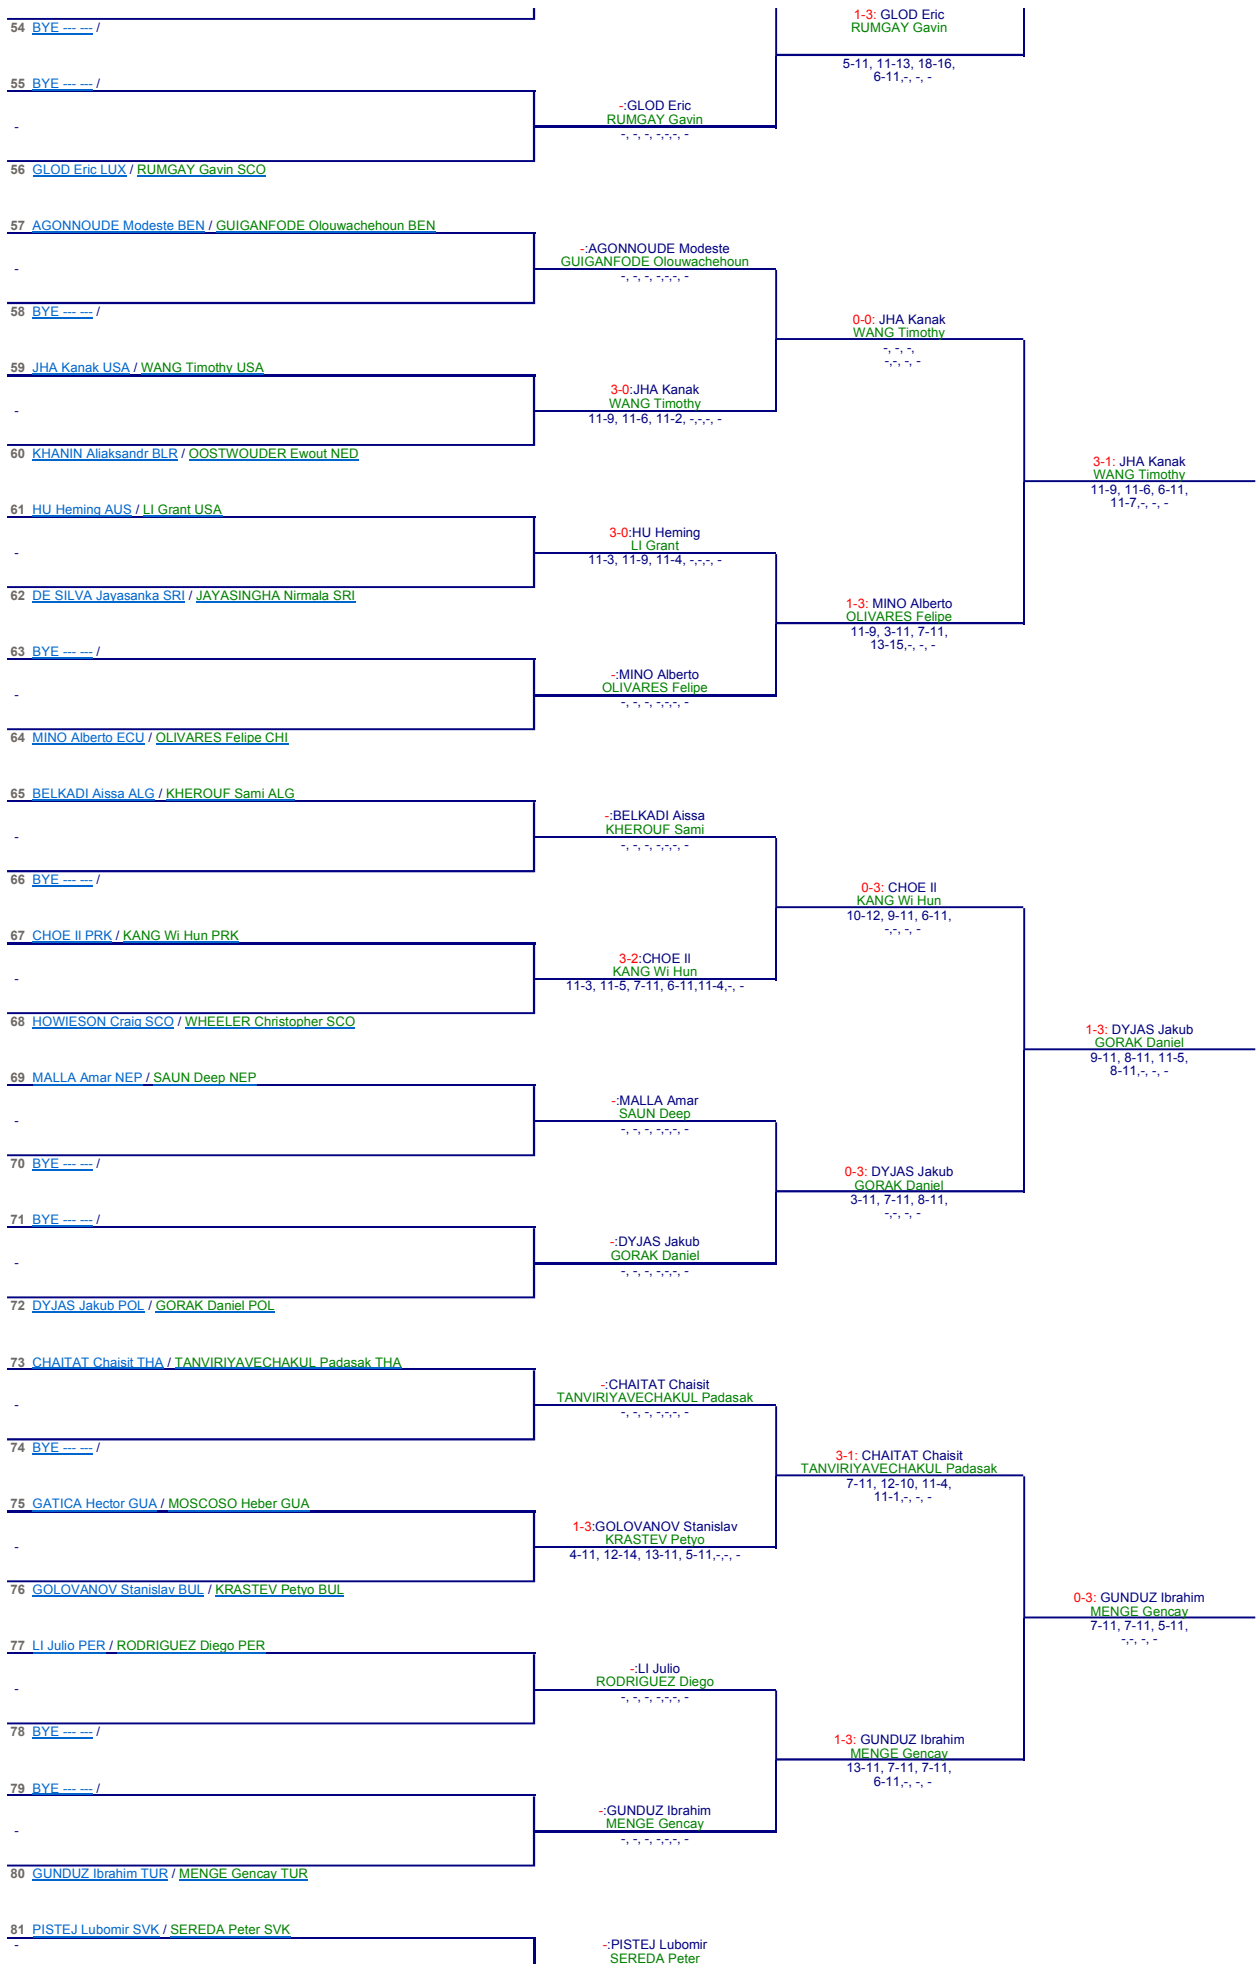 1-3: GLOD Eric
54 BYE --- --- /
RUMGAY Gavin
5-11, 11-13, 18-16,
6-11,-, -, -
55 BYE --- --- /
-:GLOD Eric
RUMGAY Gavin
-
-, -, -, -,-,-, -
56 GLOD Eric LUX / RUMGAY Gavin SCO
57 AGONNOUDE Modeste BEN / GUIGANFODE Olouwachehoun BEN
-:AGONNOUDE Modeste
GUIGANFODE Olouwachehoun
-
-, -, -, -,-,-, -
58 BYE --- --- /
0-0: JHA Kanak
WANG Timothy
-, -, -,
-,-, -, -
59 JHA Kanak USA / WANG Timothy USA
3-0:JHA Kanak
WANG Timothy
-
11-9, 11-6, 11-2, -,-,-, -
60 KHANIN Aliaksandr BLR / OOSTWOUDER Ewout NED
3-1: JHA Kanak
WANG Timothy
11-9, 11-6, 6-11,
11-7,-, -, -
61 HU Heming AUS / LI Grant USA
3-0:HU Heming
LI Grant
-
11-3, 11-9, 11-4, -,-,-, -
62 DE SILVA Jayasanka SRI / JAYASINGHA Nirmala SRI
1-3: MINO Alberto
OLIVARES Felipe
11-9, 3-11, 7-11,
13-15,-, -, -
63 BYE --- --- /
-:MINO Alberto
OLIVARES Felipe
-
-, -, -, -,-,-, -
64 MINO Alberto ECU / OLIVARES Felipe CHI
65 BELKADI Aissa ALG / KHEROUF Sami ALG
-:BELKADI Aissa
KHEROUF Sami
-
-, -, -, -,-,-, -
66 BYE --- --- /
0-3: CHOE Il
KANG Wi Hun
10-12, 9-11, 6-11,
-,-, -, -
67 CHOE Il PRK / KANG Wi Hun PRK
3-2:CHOE Il
KANG Wi Hun
-
11-3, 11-5, 7-11, 6-11,11-4,-, -
68 HOWIESON Craig SCO / WHEELER Christopher SCO
1-3: DYJAS Jakub
GORAK Daniel
9-11, 8-11, 11-5,
8-11,-, -, -
69 MALLA Amar NEP / SAUN Deep NEP
-:MALLA Amar
SAUN Deep
-
-, -, -, -,-,-, -
70 BYE --- --- /
0-3: DYJAS Jakub
GORAK Daniel
3-11, 7-11, 8-11,
-,-, -, -
71 BYE --- --- /
-:DYJAS Jakub
GORAK Daniel
-
-, -, -, -,-,-, -
72 DYJAS Jakub POL / GORAK Daniel POL
73 CHAITAT Chaisit THA / TANVIRIYAVECHAKUL Padasak THA
-:CHAITAT Chaisit
TANVIRIYAVECHAKUL Padasak
-
-, -, -, -,-,-, -
74 BYE --- --- /
3-1: CHAITAT Chaisit
TANVIRIYAVECHAKUL Padasak
7-11, 12-10, 11-4,
11-1,-, -, -
75 GATICA Hector GUA / MOSCOSO Heber GUA
1-3:GOLOVANOV Stanislav
KRASTEV Petyo
-
4-11, 12-14, 13-11, 5-11,-,-, -
76 GOLOVANOV Stanislav BUL / KRASTEV Petyo BUL
0-3: GUNDUZ Ibrahim
MENGE Gencay
7-11, 7-11, 5-11,
-,-, -, -
77 LI Julio PER / RODRIGUEZ Diego PER
-:LI Julio
RODRIGUEZ Diego
-
-, -, -, -,-,-, -
78 BYE --- --- /
1-3: GUNDUZ Ibrahim
MENGE Gencay
13-11, 7-11, 7-11,
6-11,-, -, -
79 BYE --- --- /
-:GUNDUZ Ibrahim
MENGE Gencay
-
-, -, -, -,-,-, -
80 GUNDUZ Ibrahim TUR / MENGE Gencay TUR
81 PISTEJ Lubomir SVK / SEREDA Peter SVK
-
-:PISTEJ Lubomir
SEREDA Peter